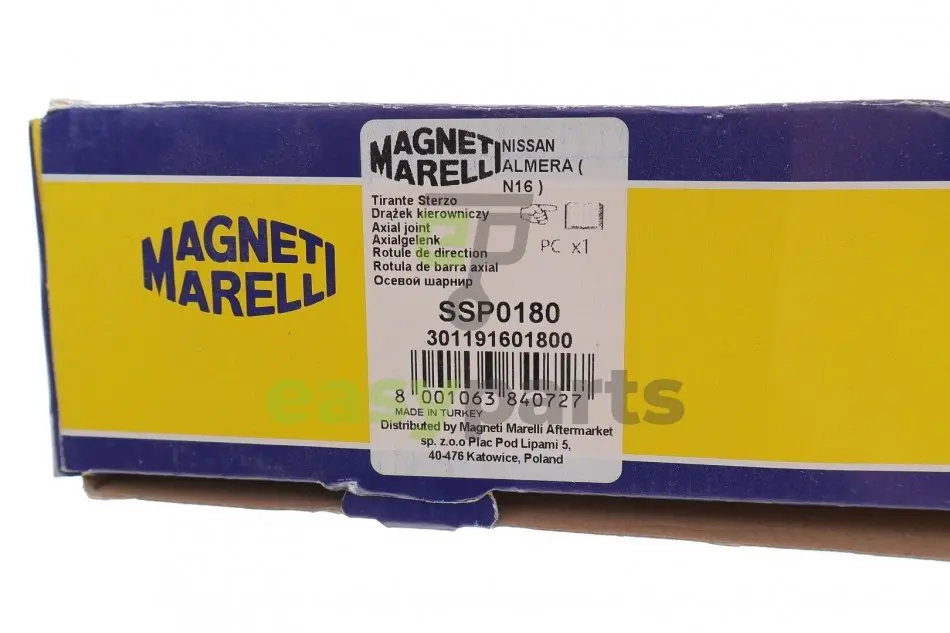 MAGNETI
MARELLI
MAGNETI
MARELLI
NISSAN
ALMERA (
N16 )
Tirante Sterzo
Drążek kierowniczy
Axial joint
Axialgelenk
Rotule de direction
Rotula de barra axial
Осевой шарнир
PC x1
SSP0180
301191601800
8 001063 840727
MADE IN TURKEY
Distributed by Magneti Marelli Aftermarket
sp. z.o.o Plac Pod Lipami 5,
40-476 Katowice, Poland
easyparts